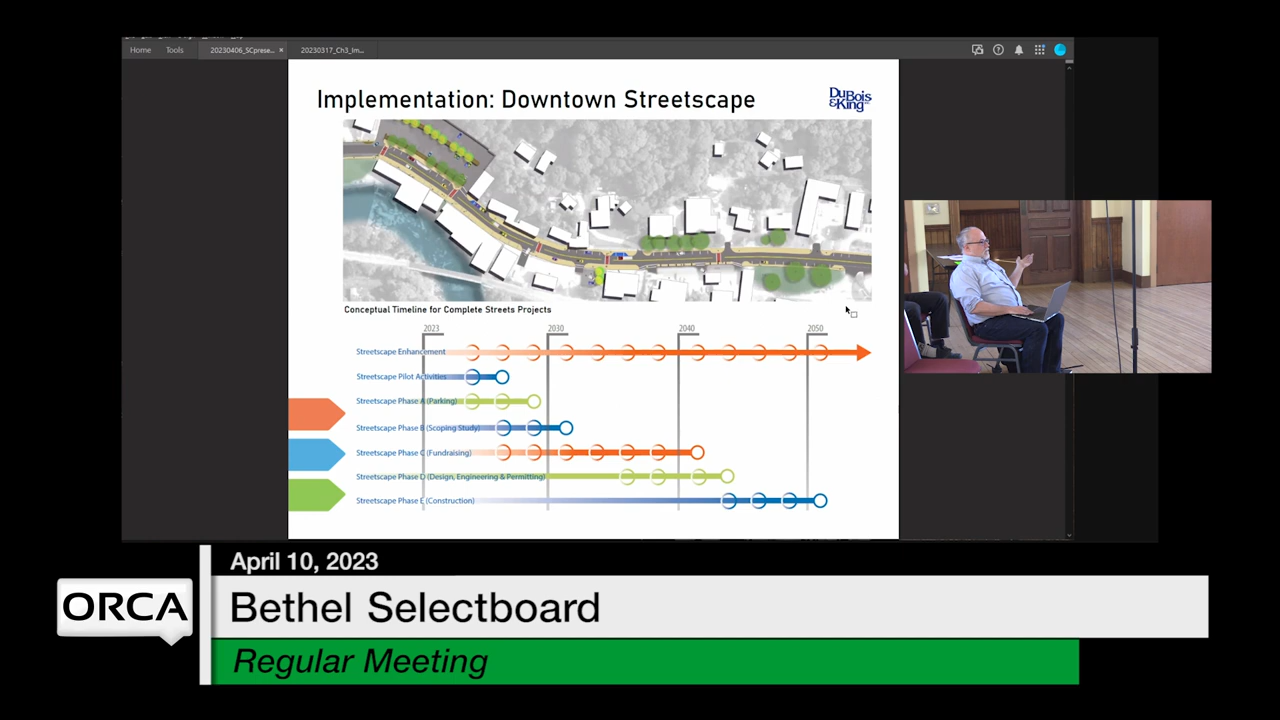 Home Tools 20230406_SCprese... × 20230317_Ch3_Im...
Implementation: Downtown Streetscape
DuBois
&King
Conceptual Timeline for Complete Streets Projects
2023 2030 2040 2050
Streetscape Enhancement
Streetscape Pilot Activities
Streetscape Phase A (Parking)
Streetscape Phase B (Scoping Study)
Streetscape Phase C (Fundraising)
Streetscape Phase D (Design, Engineering & Permitting)
Streetscape Phase E (Construction)
April 10, 2023
ORCA
Bethel Selectboard
Regular Meeting